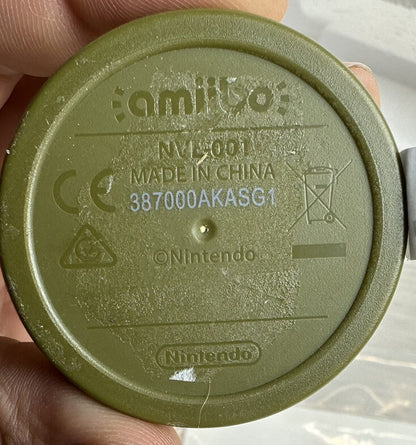 amiibo
NVL-001
MADE IN CHINA
CE
387000AKASG1
©Nintendo
Nintendo